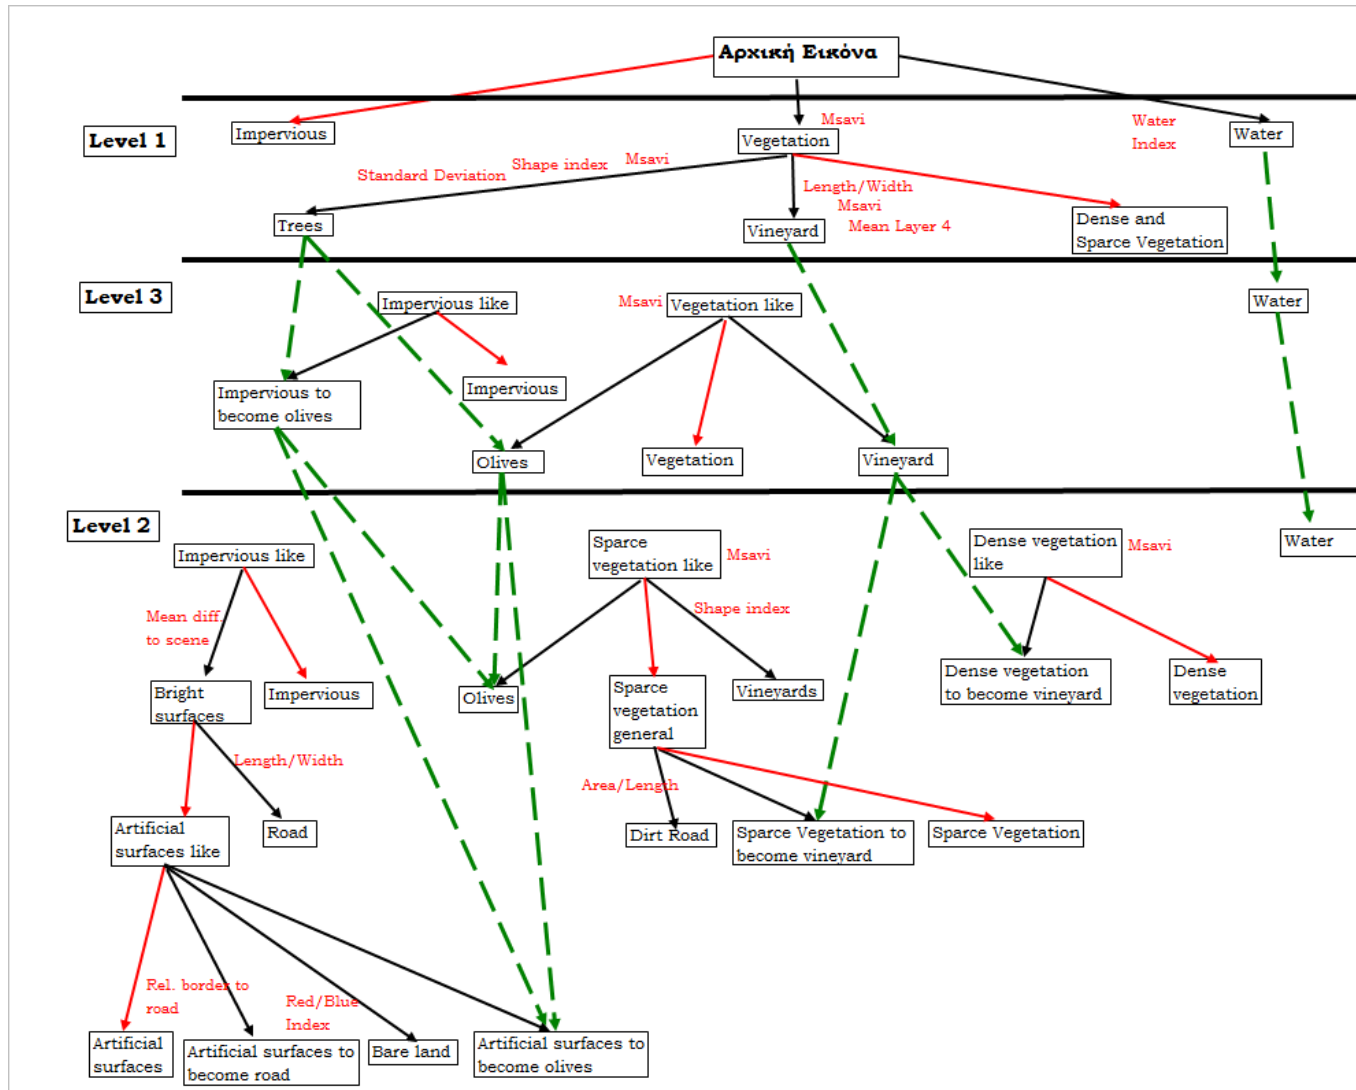 Αρχική Εικόνα
Level 1
Impervious
Msavi
Vegetation
Water
Index
Water
Standard Deviation
Shape index
Msavi
Length/Width
Msavi
Mean Layer 4
Trees
Vineyard
Dense and
Sparce Vegetation
Level 3
Impervious like
Msavi
Vegetation like
Water
Impervious to
become olives
Impervious
Olives
Vegetation
Vineyard
Level 2
Impervious like
Sparce
vegetation like
Msavi
Dense vegetation
like
Msavi
Water
Mean diff.
to scene
Shape index
Bright
surfaces
Impervious
Olives
Sparce
vegetation
general
Vineyards
Dense vegetation
to become vineyard
Dense
vegetation
Length/Width
Area/Length
Artificial
surfaces like
Road
Dirt Road
Sparce Vegetation to
become vineyard
Sparce Vegetation
Rel. border to
road
Red/Blue
Index
Artificial
surfaces
Artificial surfaces to
become road
Bare land
Artificial surfaces to
become olives